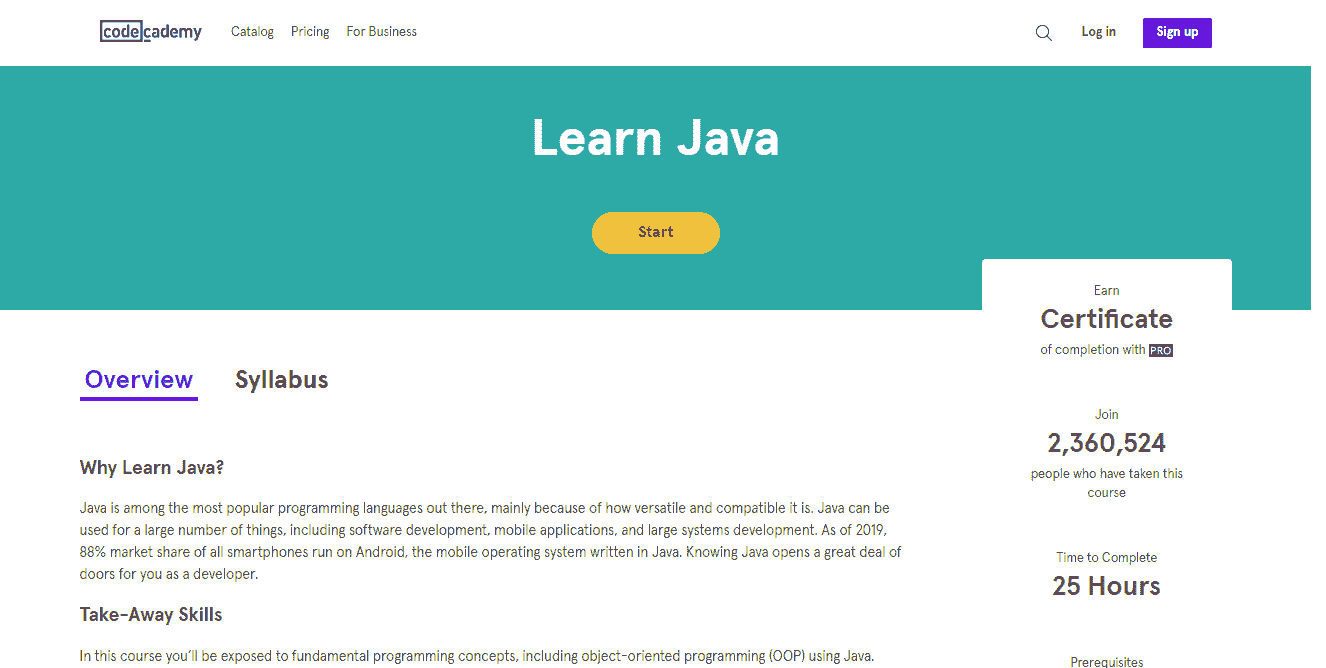 codecademy Catalog Pricing For Business Log in Sign up
Learn Java
Start
Earn
Certificate
of completion with PRO
Overview Syllabus
Join
2,360,524
people who have taken this
course
Why Learn Java?
Java is among the most popular programming languages out there, mainly because of how versatile and compatible it is. Java can be
used for a large number of things, including software development, mobile applications, and large systems development. As of 2019,
88% market share of all smartphones run on Android, the mobile operating system written in Java. Knowing Java opens a great deal of
doors for you as a developer.
Time to Complete
25 Hours
Take-Away Skills
In this course you’ll be exposed to fundamental programming concepts, including object-oriented programming (OOP) using Java.
Prerequisites